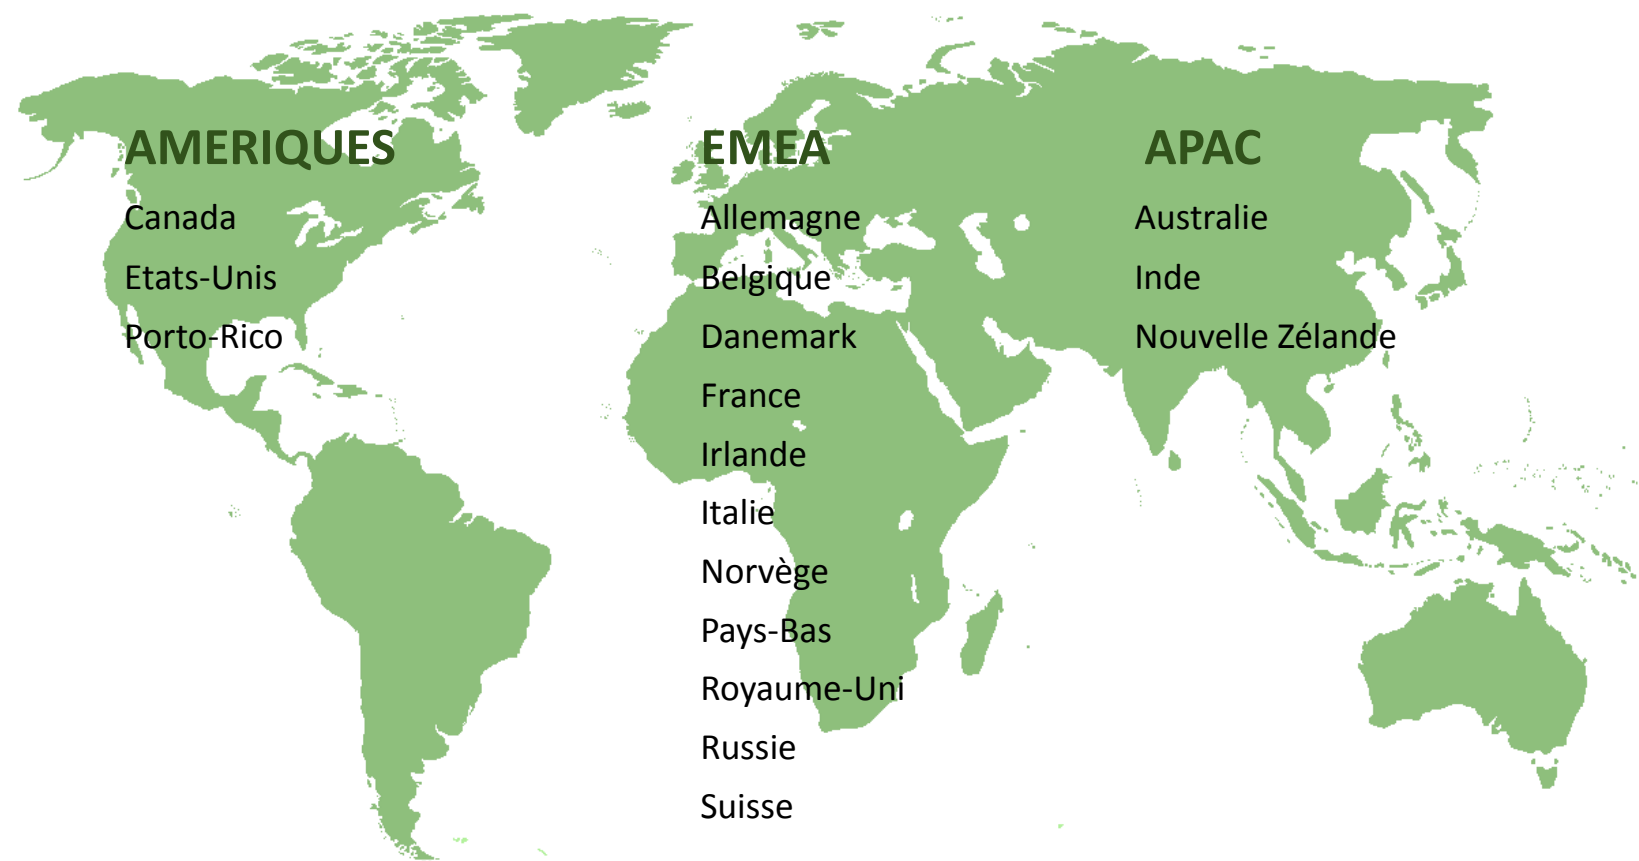 AMERIQUES
Canada
Etats-Unis
Porto-Rico
EMEA
Allemagne
Belgique
Danemark
France
Irlande
Italie
Norvège
Pays-Bas
Royaume-Uni
Russie
Suisse
APAC
Australie
Inde
Nouvelle Zélande